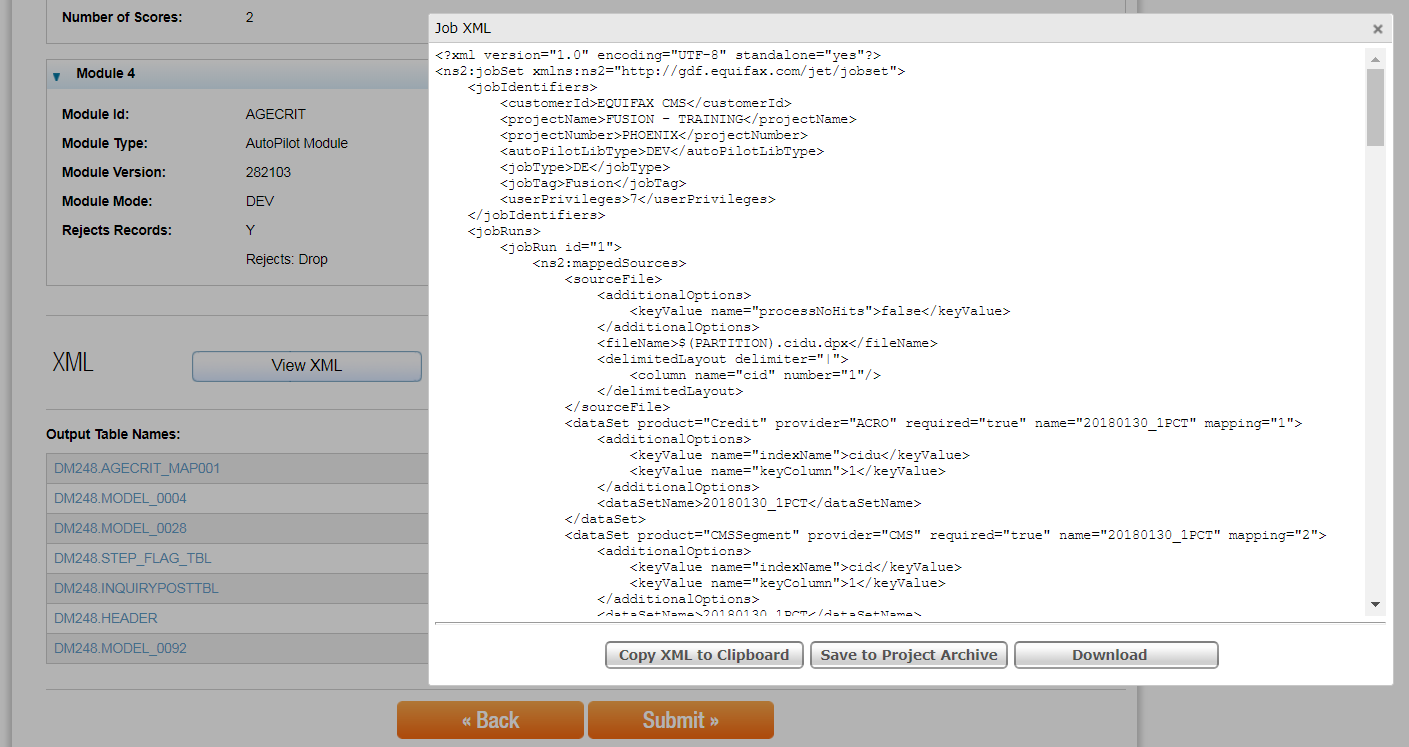 Number of Scores: 2
Module 4
Module Id: AGECRIT
Module Type: AutoPilot Module
Module Version: 282103
Module Mode: DEV
Rejects Records: Y
Rejects: Drop
XML View XML
Output Table Names:
DM248.AGECRIT_MAP001
DM248.MODEL_0004
DM248.MODEL_0028
DM248.STEP_FLAG_TBL
DM248.INQUIRYPOSTTBL
DM248.HEADER
DM248.MODEL_0092
Job XML ×
<?xml version="1.0" encoding="UTF-8" standalone="yes"?>
<ns2:jobSet xmlns:ns2="http://gdf.equifax.com/jet/jobset">
<jobIdentifiers>
<customerId>EQUIFAX CMS</customerId>
<projectName>FUSION - TRAINING</projectName>
<projectNumber>PHOENIX</projectNumber>
<autoPilotLibType>DEV</autoPilotLibType>
<jobType>DE</jobType>
<jobTag>Fusion</jobTag>
<userPrivileges>7</userPrivileges>
</jobIdentifiers>
<jobRuns>
<jobRun id="1">
<ns2:mappedSources>
<sourceFile>
<additionalOptions>
<keyValue name="processNoHits">false</keyValue>
</additionalOptions>
<fileName>$(PARTITION).cidu.dpx</fileName>
<delimitedLayout delimiter="|">
<column name="cid" number="1"/>
</delimitedLayout>
</sourceFile>
<dataSet product="Credit" provider="ACRO" required="true" name="20180130_1PCT" mapping="1">
<additionalOptions>
<keyValue name="indexName">cidu</keyValue>
<keyValue name="keyColumn">1</keyValue>
</additionalOptions>
<dataSetName>20180130_1PCT</dataSetName>
</dataSet>
<dataSet product="CMSSegment" provider="CMS" required="true" name="20180130_1PCT" mapping="2">
<additionalOptions>
<keyValue name="indexName">cid</keyValue>
<keyValue name="keyColumn">1</keyValue>
</additionalOptions>
<dataSetName>20180130_1PCT</dataSetName>
Copy XML to Clipboard Save to Project Archive Download
« Back Submit »